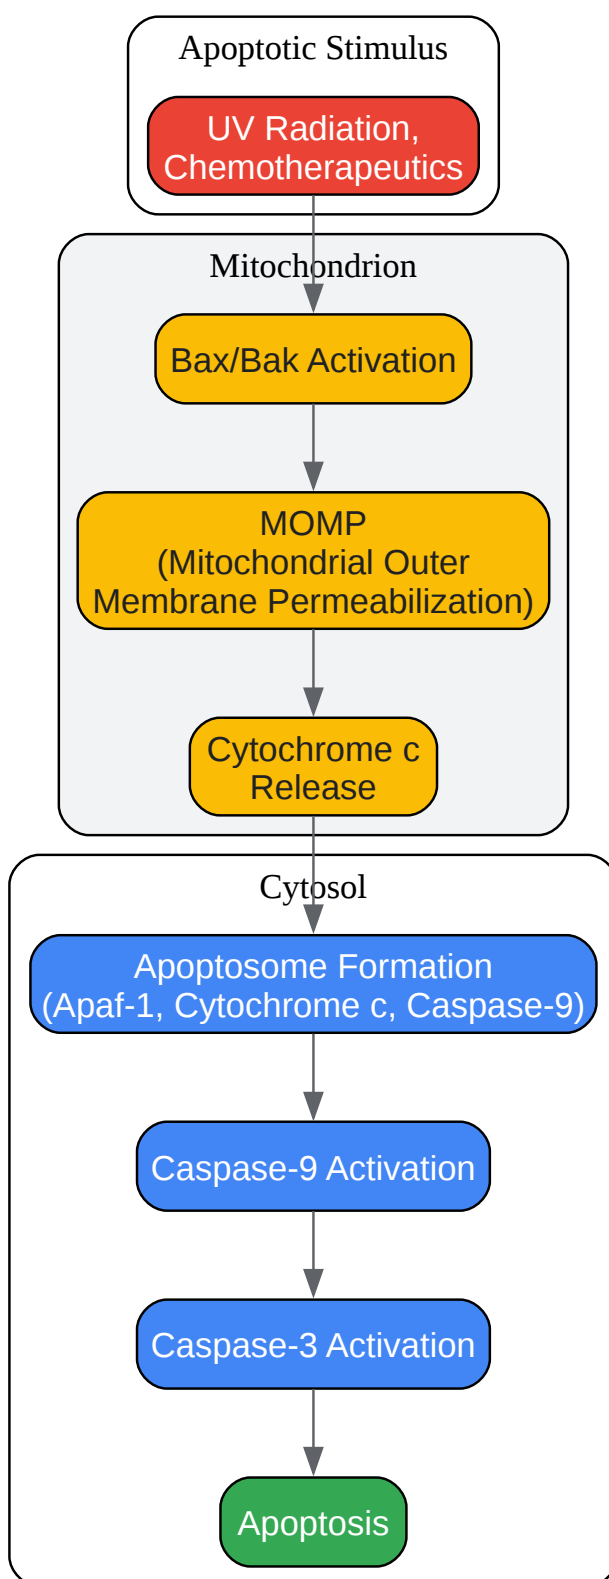 Apoptotic Stimulus
UV Radiation,
Chemotherapeutics
Mitochondrion
Bax/Bak Activation
MOMP
(Mitochondrial Outer
Membrane Permeabilization)
Cytochrome c
Release
Cytosol
Apoptosome Formation
(Apaf-1, Cytochrome c, Caspase-9)
Caspase-9 Activation
Caspase-3 Activation
Apoptosis